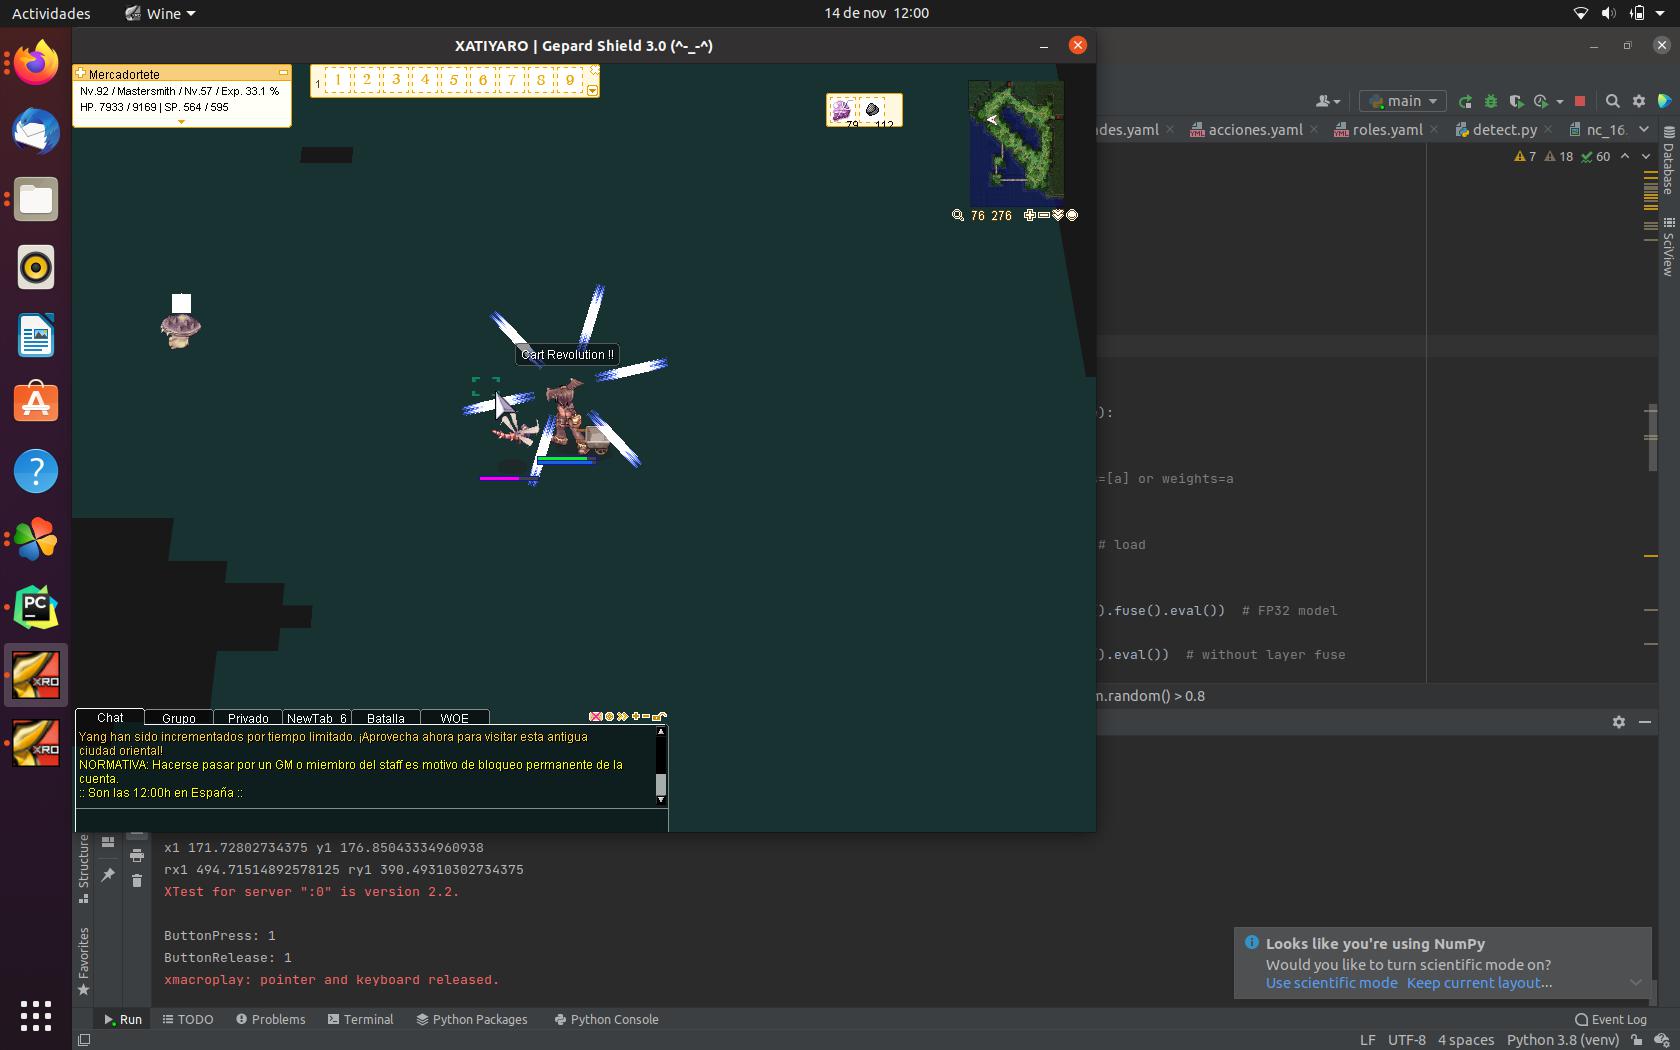 Actividades
Wine
14 de nov 12:00
XATIYARO | Gepard Shield 3.0 (^-_-^)
Mercadortete
Nv.92 / Mastersmith / Nv.57 / Exp. 33.1 %
HP. 7933 / 9169 | SP. 564 / 595
1
1 2 3 4 5 6 7 8 9
79 112
76 276
main
des.yaml
acciones.yaml
roles.yaml
detect.py
nc_16.
7 18 60
Database
SciView
Cart Revolution !!
):
=[a] or weights=a
# load
).fuse().eval()) # FP32 model
).eval()) # without layer fuse
m.random() > 0.8
Chat
Grupo
Privado
NewTab_6
Batalla
WOE
Yang han sido incrementados por tiempo limitado. ¡Aprovecha ahora para visitar esta antigua
ciudad oriental!
NORMATIVA: Hacerse pasar por un GM o miembro del staff es motivo de bloqueo permanente de la
cuenta.
:: Son las 12:00h en España ::
PC
XRO
XRO
Structure
Favorites
x1 171.72802734375 y1 176.85043334960938
rx1 494.71514892578125 ry1 390.49310302734375
XTest for server ":0" is version 2.2.
ButtonPress: 1
ButtonRelease: 1
xmacroplay: pointer and keyboard released.
Looks like you're using NumPy
Would you like to turn scientific mode on?
Use scientific mode Keep current layout...
Run
TODO
Problems
Terminal
Python Packages
Python Console
Event Log
LF UTF-8 4 spaces Python 3.8 (venv)